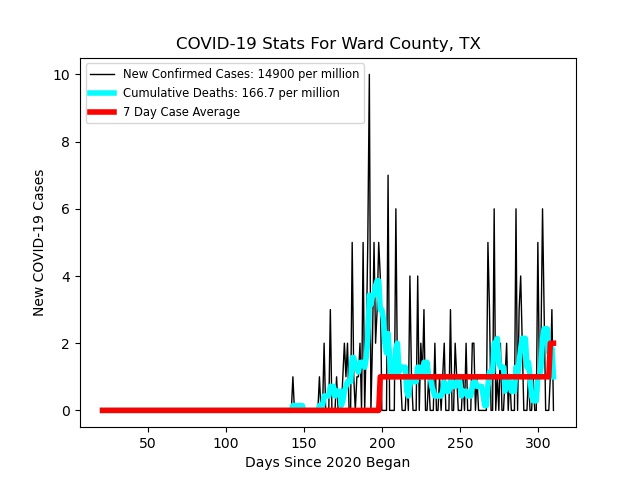 COVID-19 Stats For Ward County, TX
New Confirmed Cases: 14900 per million
Cumulative Deaths: 166.7 per million
7 Day Case Average
New COVID-19 Cases
10
8
6
4
2
0
50 100 150 200 250 300
Days Since 2020 Began